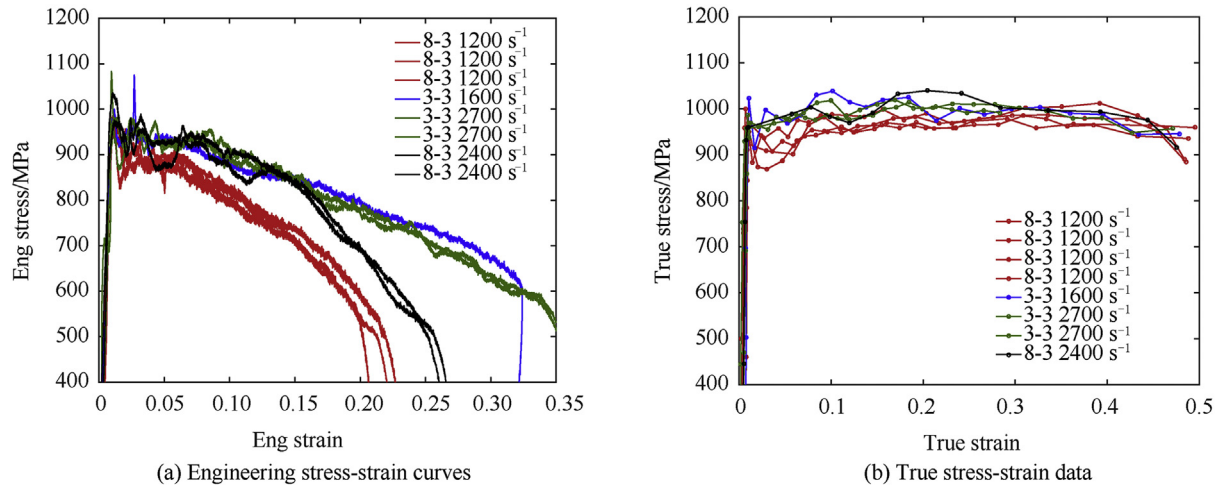 1200
1100
1000
900
800
700
600
500
400
Eng stress/MPa
8-3 1200 s⁻¹
8-3 1200 s⁻¹
8-3 1200 s⁻¹
3-3 1600 s⁻¹
3-3 2700 s⁻¹
3-3 2700 s⁻¹
8-3 2400 s⁻¹
8-3 2400 s⁻¹
0 0.05 0.10 0.15 0.20 0.25 0.30 0.35
Eng strain
(a) Engineering stress-strain curves
1200
1100
1000
900
800
700
600
500
400
True stress/MPa
8-3 1200 s⁻¹
8-3 1200 s⁻¹
8-3 1200 s⁻¹
8-3 1200 s⁻¹
3-3 1600 s⁻¹
3-3 2700 s⁻¹
3-3 2700 s⁻¹
8-3 2400 s⁻¹
0 0.1 0.2 0.3 0.4 0.5
True strain
(b) True stress-strain data